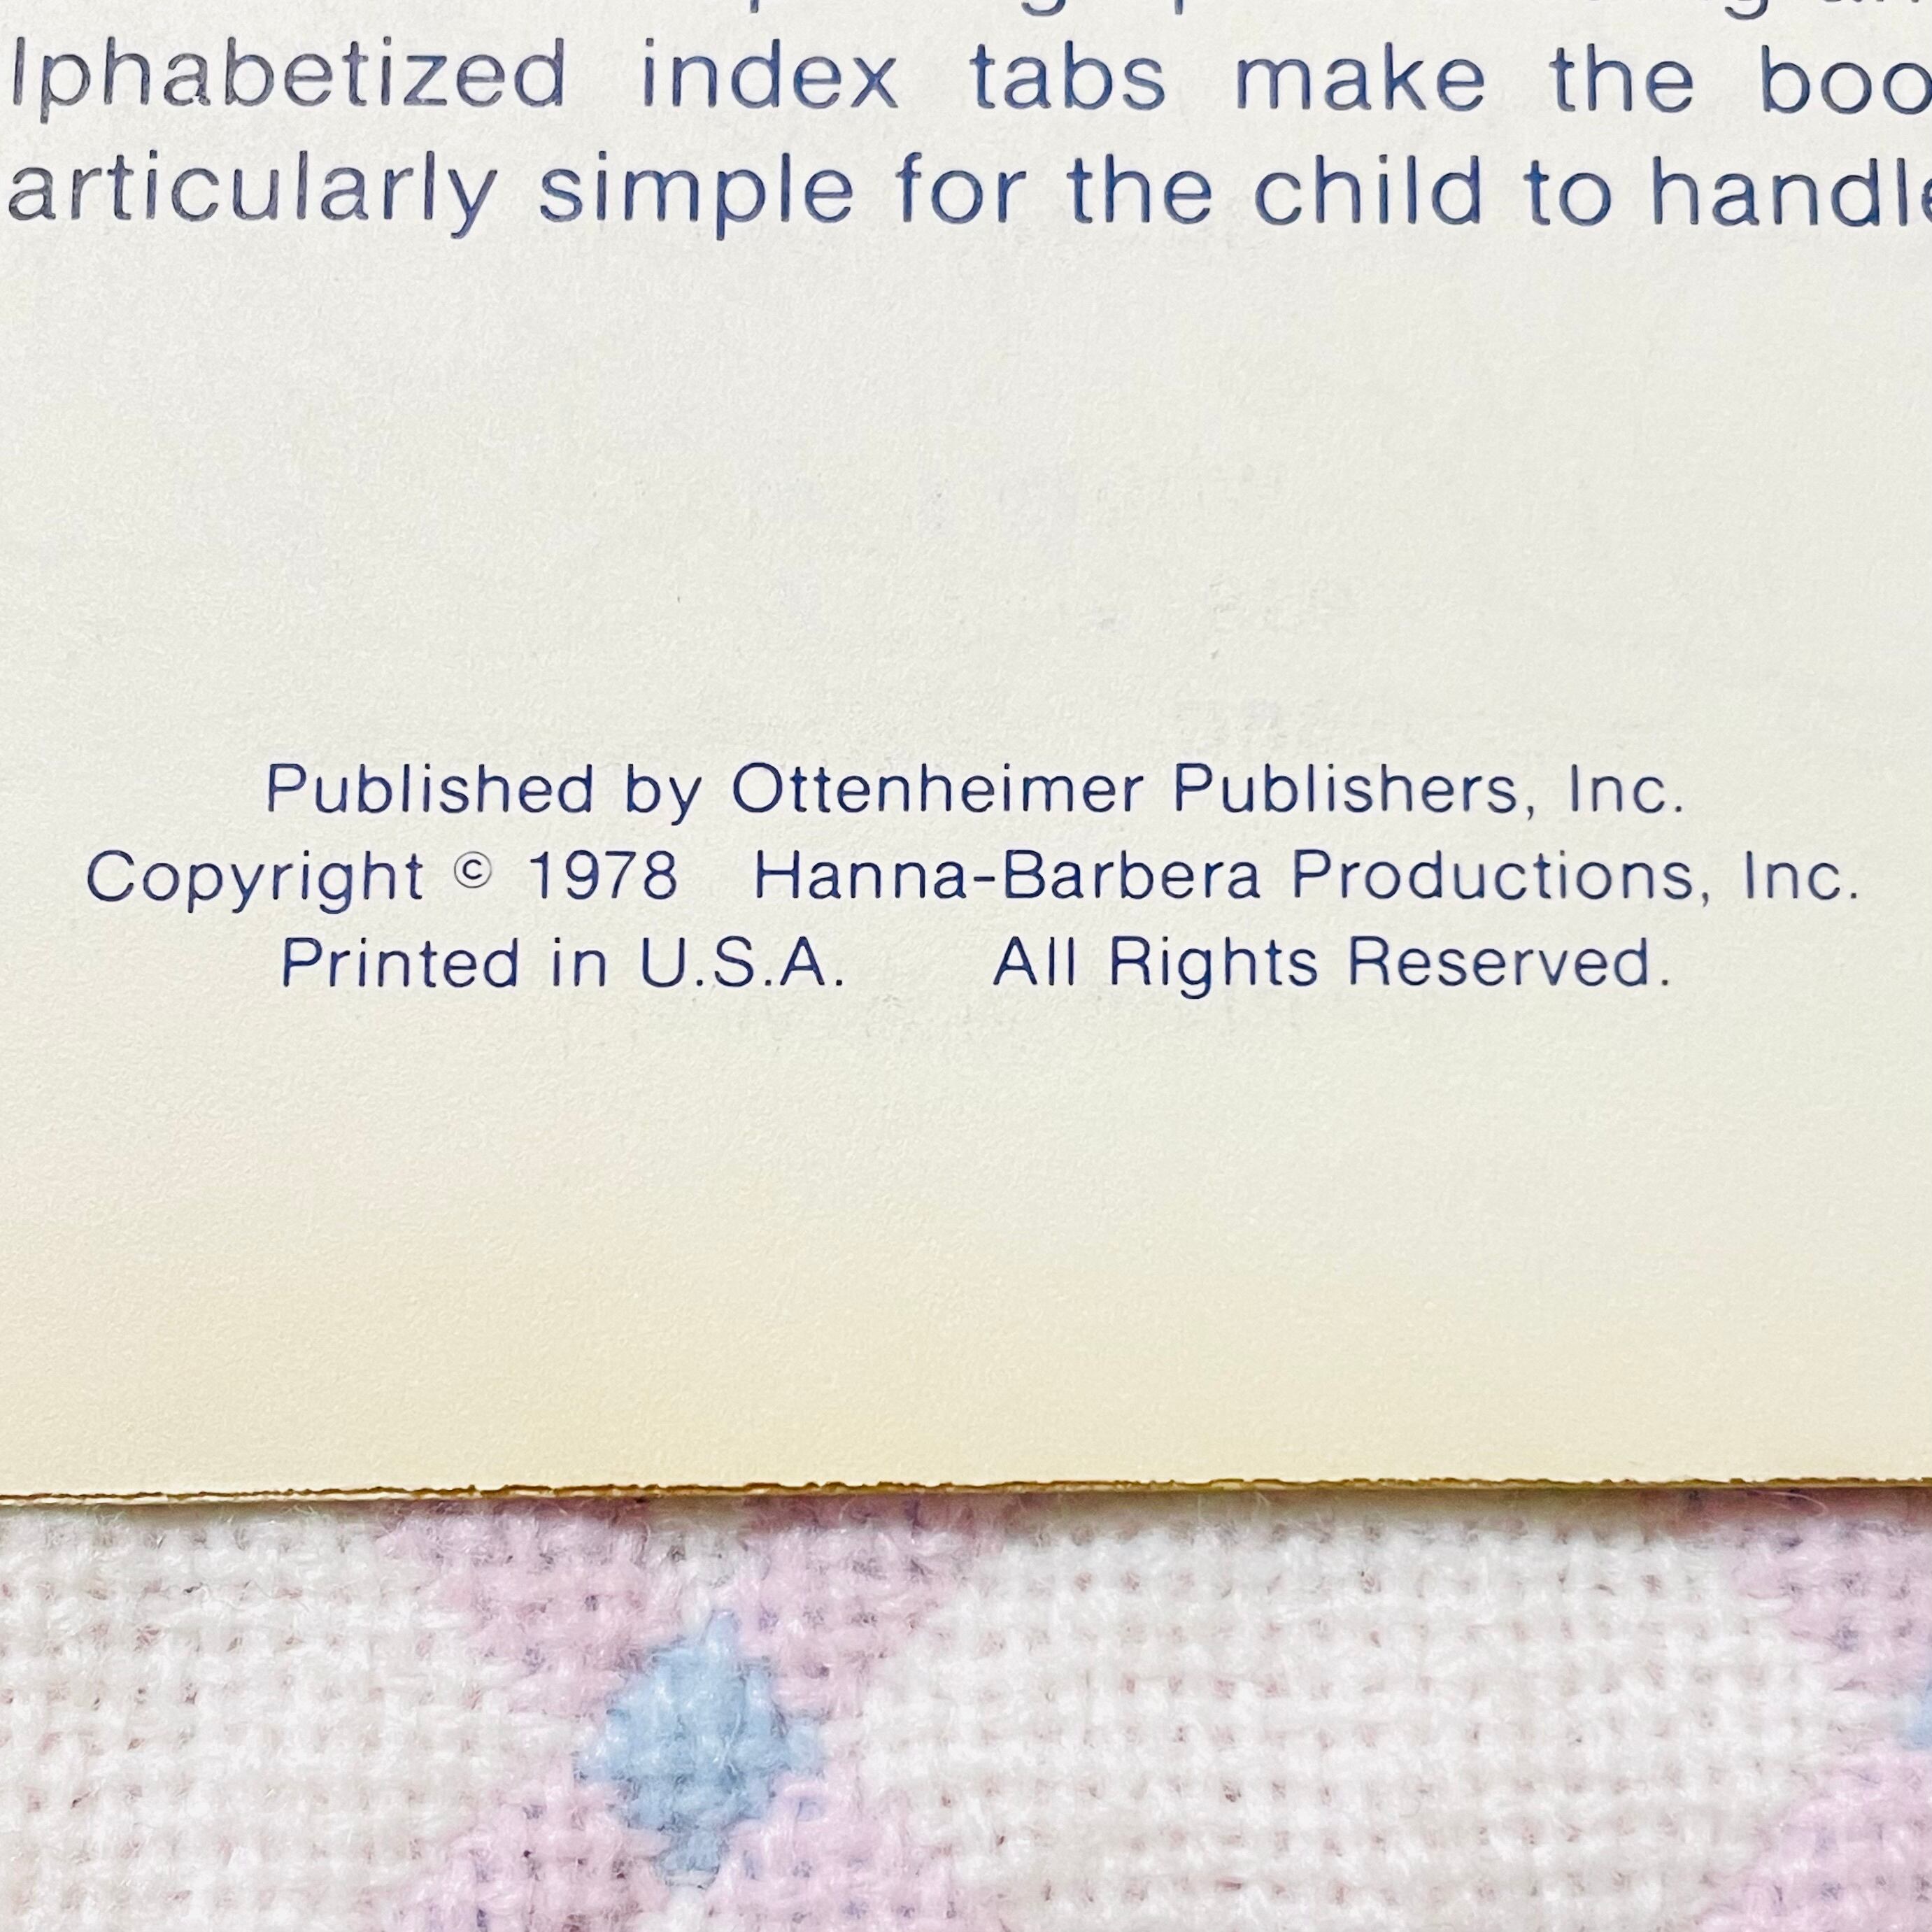 lphabetized index tabs make the boo
articularly simple for the child to handle
Published by Ottenheimer Publishers, Inc.
Copyright © 1978 Hanna-Barbera Productions, Inc.
Printed in U.S.A. All Rights Reserved.